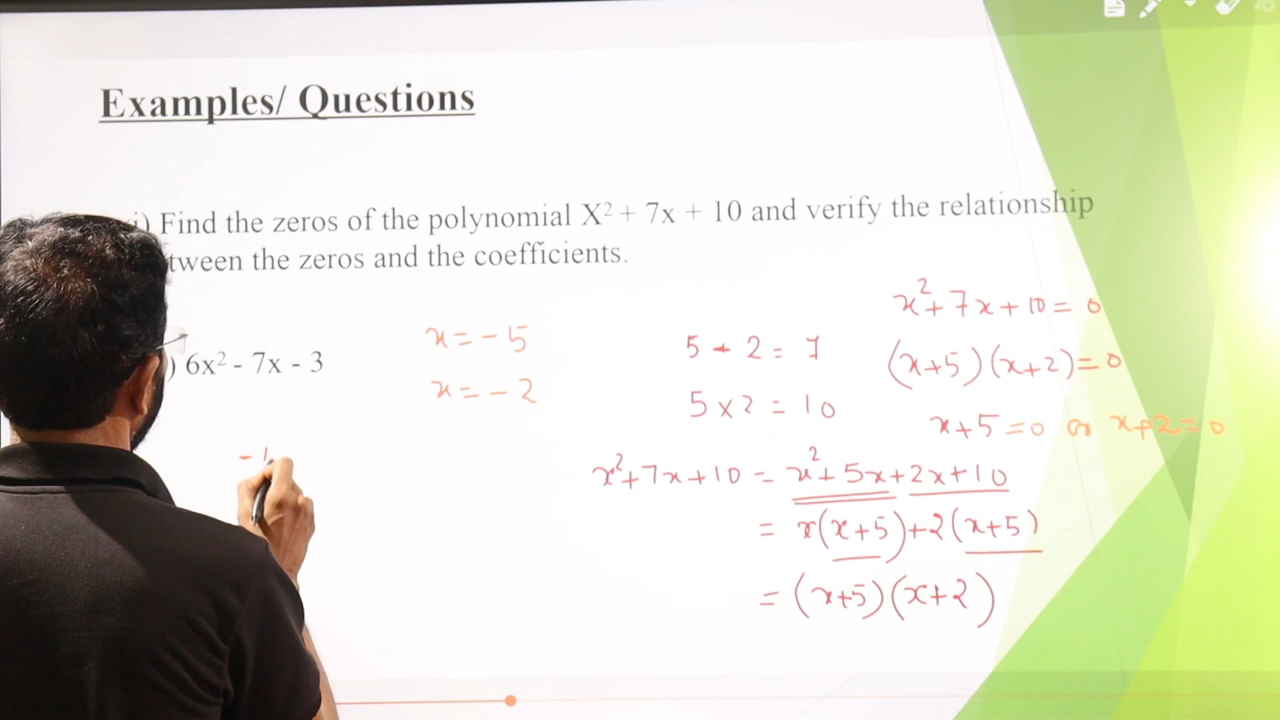 Examples/ Questions
i) Find the zeros of the polynomial X² + 7x + 10 and verify the relationship
tween the zeros and the coefficients.
) 6x² - 7x - 3
x = - 5
x = - 2
5 + 2 = 7
5 x 2 = 10
x² + 7x + 10 = 0
(x+5) (x+2) = 0
x+5 = 0 or x+2 = 0
x² + 7x + 10 = x² + 5x + 2x + 10
= x(x+5) + 2(x+5)
= (x+5) (x+2)